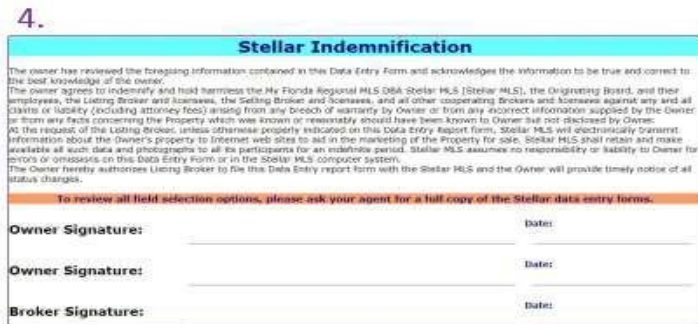 4.
Stellar Indemnification
The owner has reviewed the foregoing information contained in this Data Entry Form and acknowledges the information to be true and correct to
the best knowledge of the owner.
The owner agrees to indemnify and hold harmless the My Florida Regional MLS DBA Stellar MLS [Stellar MLS], the Originating Board, and their
employees, the Listing Broker and licensees, the Selling Broker and licensees, and all other cooperating Brokers and licensees against any and all
claims or liability (including attorney fees) arising from any breach of warranty by Owner or from any incorrect information supplied by the Owner
or from any facts concerning the Property which was known or reasonably should have been known to Owner but not disclosed by Owner.
At the request of the Listing Broker, unless otherwise properly indicated on this Data Entry Report form, Stellar MLS will electronically transmit
information about the Owner's property to Internet web sites to aid in the marketing of the Property for sale. Stellar MLS shall retain and make
available all such data and photographs to all its participants for an indefinite period. Stellar MLS assumes no responsibility or liability to Owner for
errors or omissions on this Data Entry Form or in the Stellar MLS computer system.
The Owner hereby authorizes Listing Broker to file this Data Entry report form with the Stellar MLS and the Owner will provide timely notice of all
status changes.
To review all field selection options, please ask your agent for a full copy of the Stellar data entry forms.
Owner Signature: Date:
Owner Signature: Date:
Broker Signature: Date: